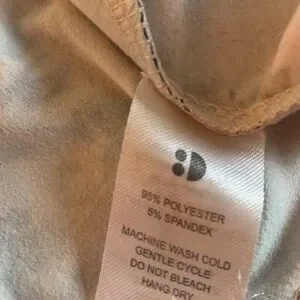 95% POLYESTER
5% SPANDEX
MACHINE WASH COLD
GENTLE CYCLE
DO NOT BLEACH
HANG DRY